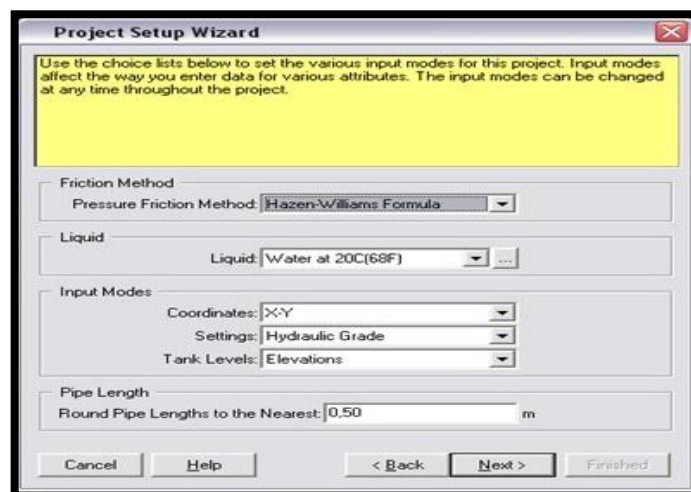 Project Setup Wizard
Use the choice lists below to set the various input modes for this project. Input modes
affect the way you enter data for various attributes. The input modes can be changed
at any time throughout the project.
Friction Method
Pressure Friction Method: Hazen-Williams Formula
Liquid
Liquid: Water at 20C(68F) ...
Input Modes
Coordinates: X-Y
Settings: Hydraulic Grade
Tank Levels: Elevations
Pipe Length
Round Pipe Lengths to the Nearest: 0,50 m
Cancel Help < Back Next > Finished